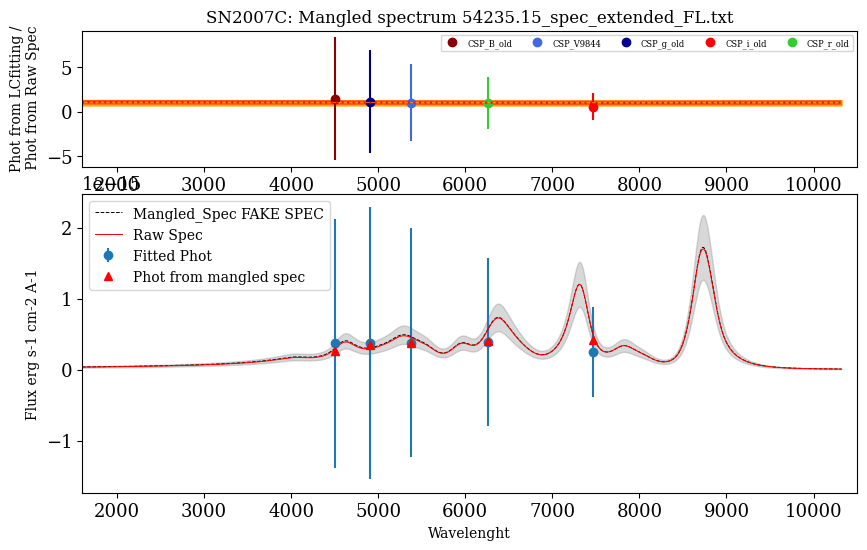 SN2007C: Mangled spectrum 54235.15_spec_extended_FL.txt
Phot from LCfitting /
Phot from Raw Spec
CSP_B_old CSP_V9844 CSP_g_old CSP_i_old CSP_r_old
5
0
−5
2000 3000 4000 5000 6000 7000 8000 9000 10000
1e−15
Mangled_Spec FAKE SPEC
Raw Spec
Fitted Phot
Phot from mangled spec
Flux erg s-1 cm-2 A-1
2
1
0
−1
2000 3000 4000 5000 6000 7000 8000 9000 10000
Wavelenght